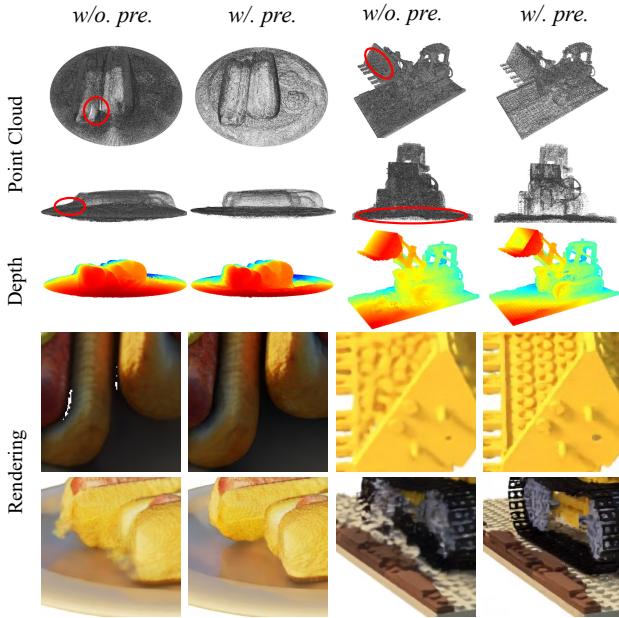 w/o. pre. w/. pre. w/o. pre. w/. pre.
Point Cloud
Depth
Rendering